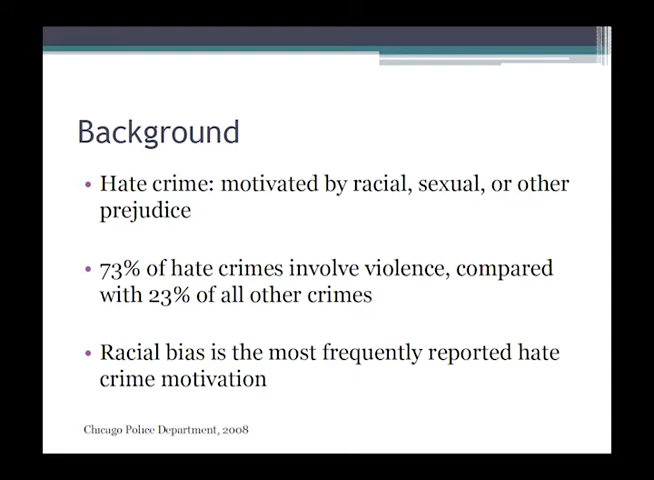 Background
• Hate crime: motivated by racial, sexual, or other
prejudice
• 73% of hate crimes involve violence, compared
with 23% of all other crimes
• Racial bias is the most frequently reported hate
crime motivation
Chicago Police Department, 2008